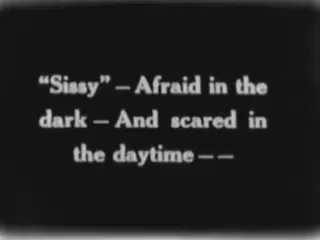 “Sissy” – Afraid in the
dark – And scared in
the daytime – –